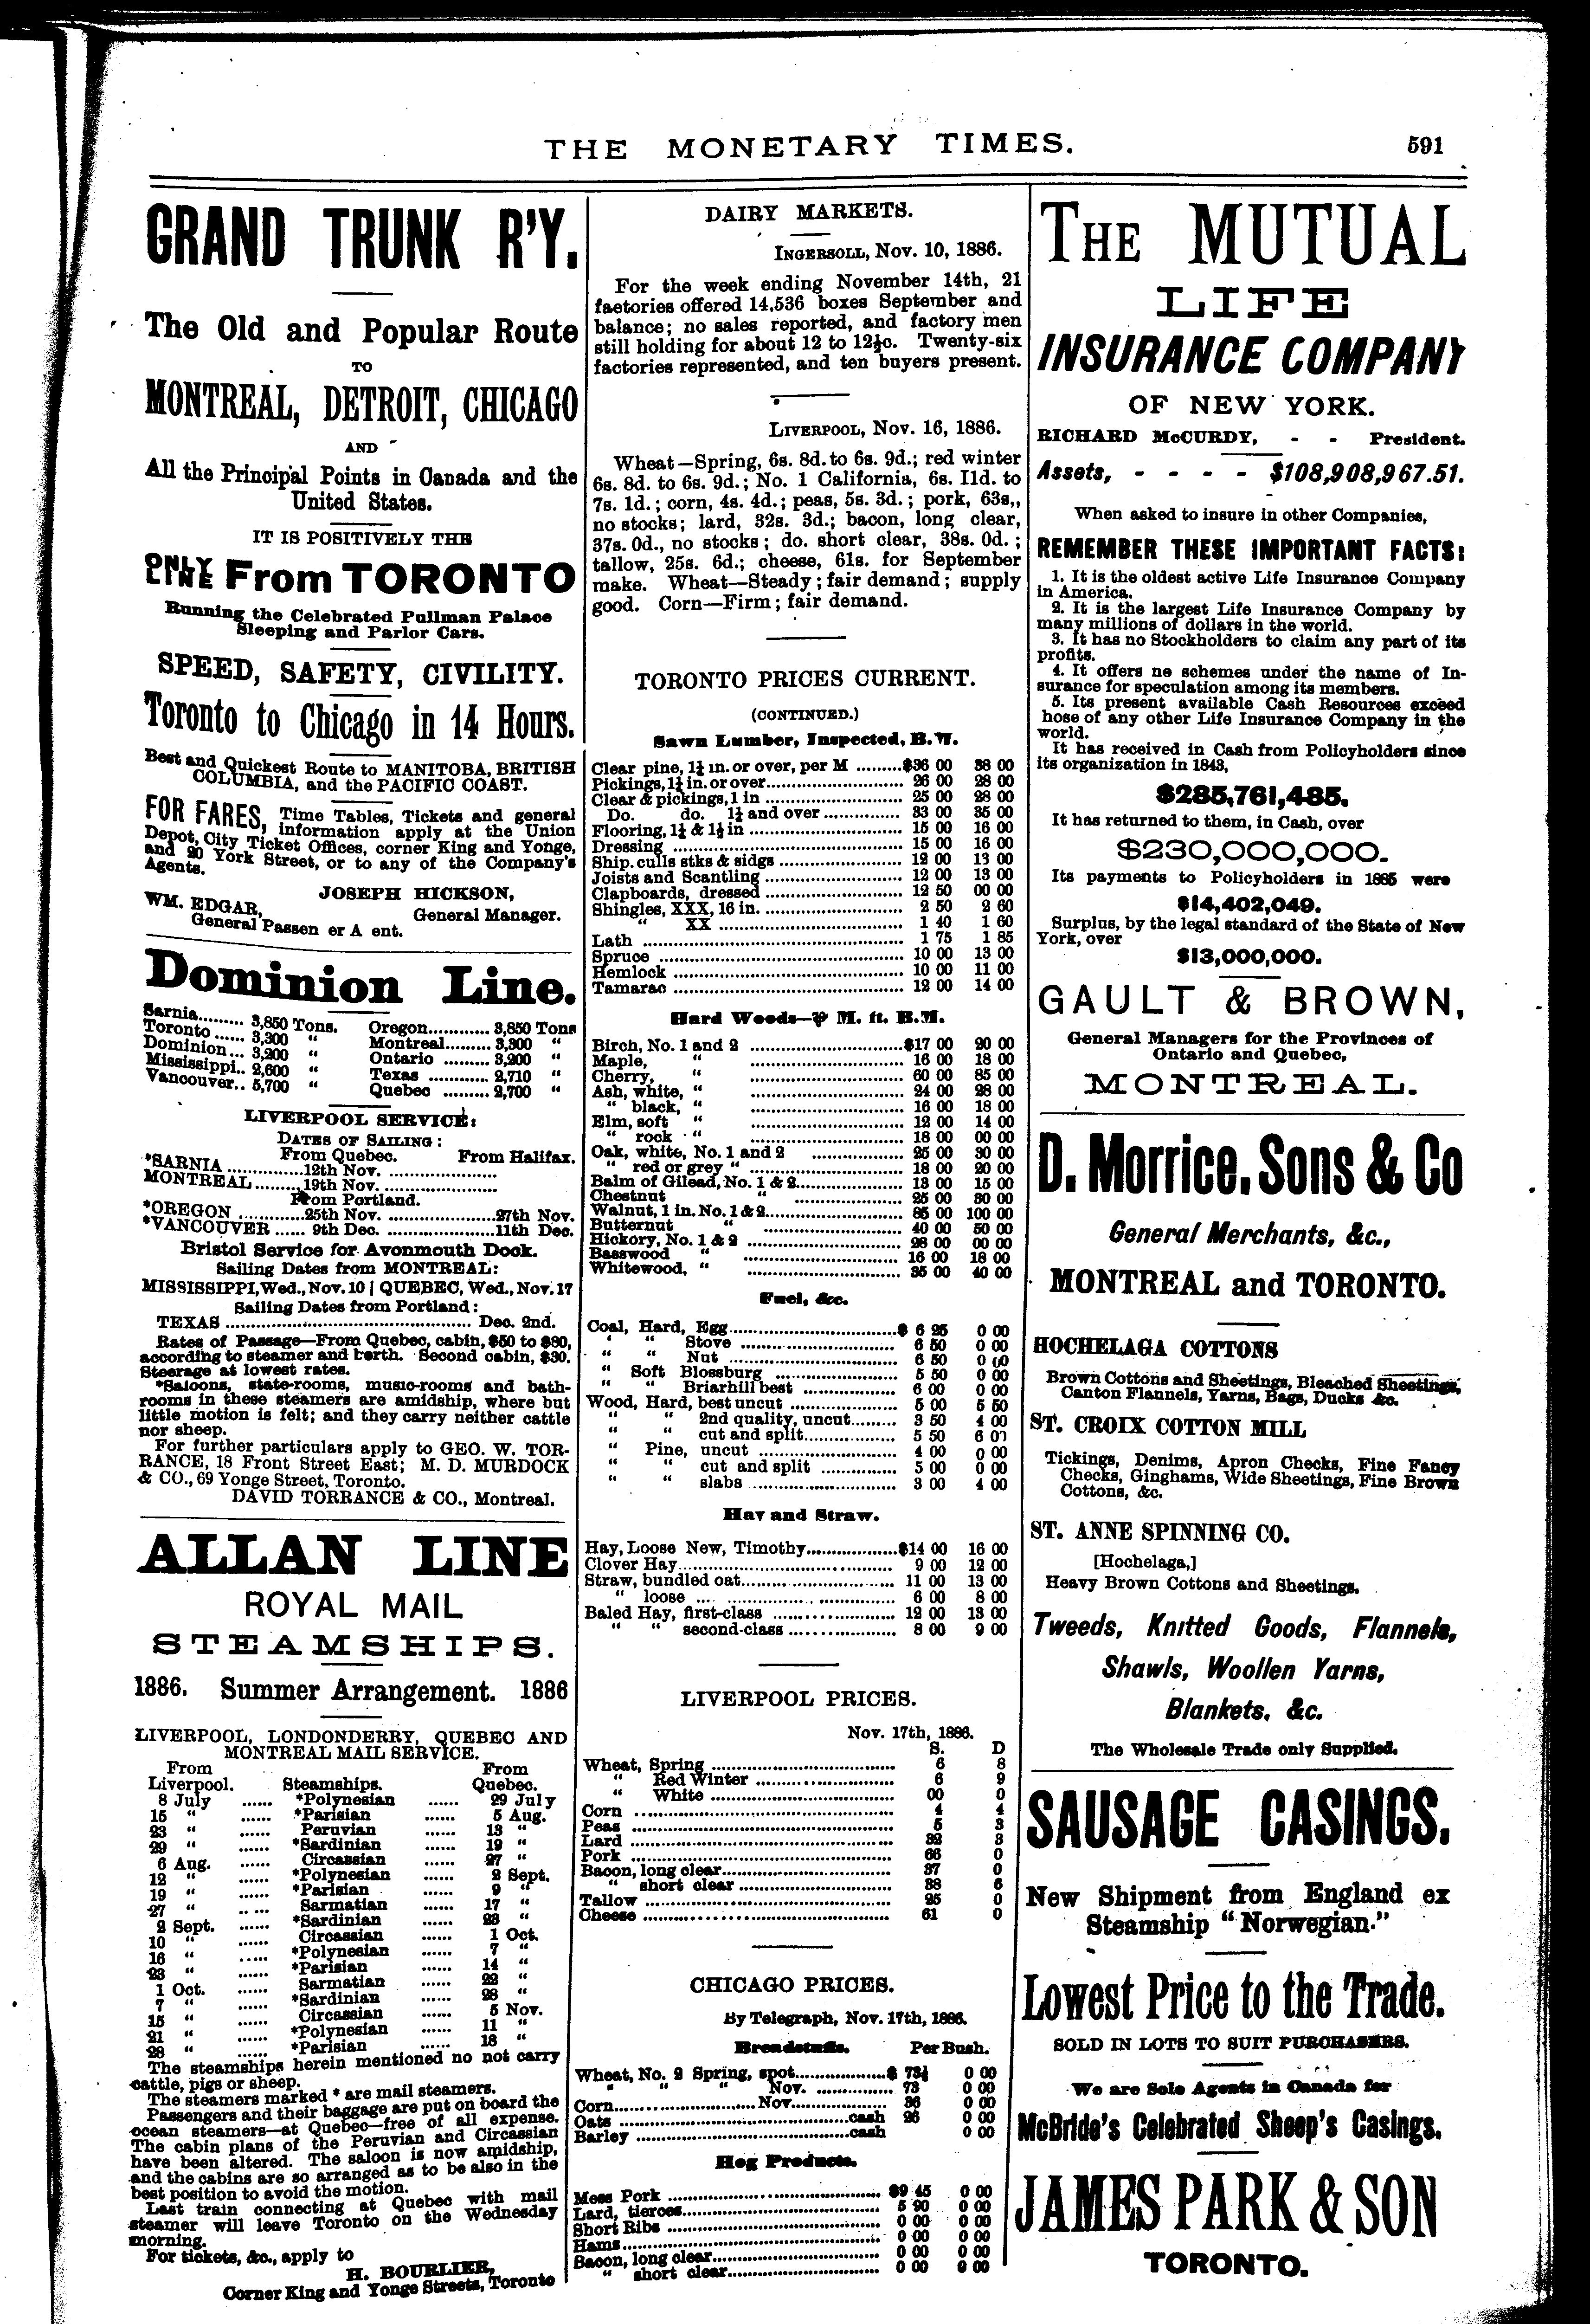 THE MONETARY TIMES.
591
GRAND TRUNK R'Y.
The Old and Popular Route
TO
MONTREAL, DETROIT, CHICAGO
AND
All the Principal Points in Canada and the
United States.
IT IS POSITIVELY THE
ONLY LINE From TORONTO
Running the Celebrated Pullman Palace
Sleeping and Parlor Cars.
SPEED, SAFETY, CIVILITY.
Toronto to Chicago in 14 Hours.
Best and Quickest Route to MANITOBA, BRITISH
COLUMBIA, and the PACIFIC COAST.
FOR FARES, Time Tables, Tickets and general
information apply at the Union
Depot, City Ticket Offices, corner King and Yonge,
and 20 York Street, or to any of the Company's
Agents.
JOSEPH HICKSON,
WM. EDGAR, General Manager.
General Passen er A ent.
Dominion Line.
Sarnia......... 3,850 Tons. Oregon............ 3,850 Tons
Toronto ...... 3,300 " Montreal......... 3,300 "
Dominion ... 3,200 " Ontario ......... 3,200 "
Mississippi.. 2,600 " Texas ............ 2,710 "
Vancouver.. 5,700 " Quebec ......... 2,700 "
LIVERPOOL SERVICE:
DATES OF SAILING:
From Quebec. From Halifax.
*SARNIA ..............12th Nov. ......................
MONTREAL.........19th Nov. ......................
From Portland.
*OREGON ..............25th Nov. ......................27th Nov.
*VANCOUVER ...... 9th Dec. ......................11th Dec.
Bristol Service for Avonmouth Dock.
Sailing Dates from MONTREAL:
MISSISSIPPI, Wed., Nov. 10 | QUEBEC, Wed., Nov. 17
Sailing Dates from Portland:
TEXAS .................................................. Dec. 2nd.
Rates of Passage—From Quebec, cabin, $50 to $80,
according to steamer and berth. Second cabin, $30.
Steerage at lowest rates.
*Saloons, state-rooms, music-rooms and bath-
rooms in these steamers are amidship, where but
little motion is felt; and they carry neither cattle
nor sheep.
For further particulars apply to GEO. W. TOR-
RANCE, 18 Front Street East; M. D. MURDOCK
& CO., 69 Yonge Street, Toronto.
DAVID TORRANCE & CO., Montreal.
ALLAN LINE
ROYAL MAIL
STEAMSHIPS.
1886. Summer Arrangement. 1886
LIVERPOOL, LONDONDERRY, QUEBEC AND
MONTREAL MAIL SERVICE.
From From
Liverpool. Steamships. Quebec.
8 July ...... *Polynesian ...... 29 July
15 " ...... *Parisian ...... 5 Aug.
23 " ...... Peruvian ...... 13 "
29 " ...... *Sardinian ...... 19 "
6 Aug. ...... Circassian ...... 27 "
12 " ...... *Polynesian ...... 2 Sept.
19 " ...... *Parisian ...... 9 "
27 " ...... Sarmatian ...... 17 "
2 Sept. ...... *Sardinian ...... 23 "
10 " ...... Circassian ...... 1 Oct.
16 " ...... *Polynesian ...... 7 "
23 " ...... *Parisian ...... 14 "
1 Oct. ...... Sarmatian ...... 22 "
7 " ...... *Sardinian ...... 28 "
15 " ...... Circassian ...... 5 Nov.
21 " ...... *Polynesian ...... 11 "
28 " ...... *Parisian ...... 18 "
The steamships herein mentioned no not carry
cattle, pigs or sheep.
The steamers marked * are mail steamers.
Passengers and their baggage are put on board the
ocean steamers—at Quebec—free of all expense.
The cabin plans of the Peruvian and Circassian
have been altered. The saloon is now amidship,
and the cabins are so arranged as to be also in the
best position to avoid the motion.
Last train connecting at Quebec with mail
steamer will leave Toronto on the Wednesday
morning.
For tickets, &c., apply to
H. BOURLIER,
Corner King and Yonge Streets, Toronto
DAIRY MARKETS.
INGERSOLL, Nov. 10, 1886.
For the week ending November 14th, 21
faetories offered 14,536 boxes September and
balance; no sales reported, and factory men
still holding for about 12 to 12½c. Twenty-six
factories represented, and ten buyers present.
LIVERPOOL, Nov. 16, 1886.
Wheat—Spring, 6s. 8d. to 6s. 9d.; red winter
6s. 8d. to 6s. 9d.; No. 1 California, 6s. 11d. to
7s. 1d.; corn, 4s. 4d.; peas, 5s. 3d.; pork, 63s,,
no stocks; lard, 32s. 3d.; bacon, long clear,
37s. 0d., no stocks; do. short clear, 38s. 0d.;
tallow, 25s. 6d.; cheese, 61s. for September
make. Wheat—Steady; fair demand; supply
good. Corn—Firm; fair demand.
TORONTO PRICES CURRENT.
(CONTINUED.)
Sawn Lumber, Inspected, B.M.
Clear pine, 1¼ in. or over, per M .........$36 00 38 00
Pickings, 1¼ in. or over........................ 26 00 28 00
Clear & pickings, 1 in ........................ 25 00 28 00
Do. do. 1¼ and over .............. 33 00 35 00
Flooring, 1¼ & 1½ in ........................ 15 00 16 00
Dressing ........................ 15 00 16 00
Ship. culls stks & sidgs ........................ 12 00 13 00
Joists and Scantling ........................ 12 00 13 00
Clapboards, dressed ........................ 12 50 00 00
Shingles, XXX, 16 in. ........................ 2 50 2 60
" XX ........................ 1 40 1 60
Lath ........................ 1 75 1 85
Spruce ........................ 10 00 13 00
Hemlock ........................ 10 00 11 00
Tamarac ........................ 12 00 14 00
Hard Woods—⅌ M. ft. B.M.
Birch, No. 1 and 2 ........................$17 00 20 00
Maple, " ........................ 16 00 18 00
Cherry, " ........................ 60 00 85 00
Ash, white, " ........................ 24 00 28 00
" black, " ........................ 16 00 18 00
Elm, soft " ........................ 12 00 14 00
" rock " ........................ 18 00 00 00
Oak, white, No. 1 and 2 .............. 25 00 30 00
" red or grey " ........................ 18 00 20 00
Balm of Gilead, No. 1 & 2.............. 13 00 15 00
Chestnut " ........................ 25 00 30 00
Walnut, 1 in. No. 1 & 2.............. 85 00 100 00
Butternut " ........................ 40 00 50 00
Hickory, No. 1 & 2 ........................ 28 00 00 00
Basswood " ........................ 16 00 18 00
Whitewood, " ........................ 35 00 40 00
Fuel, &c.
Coal, Hard, Egg........................$ 6 25 0 00
" " Stove ........................ 6 50 0 00
" " Nut ........................ 6 50 0 00
" Soft Blossburg .............. 5 50 0 00
" " Briarhill best .............. 6 00 0 00
Wood, Hard, best uncut .............. 5 00 5 50
" " 2nd quality, uncut......... 3 50 4 00
" " cut and split.............. 5 50 6 00
" Pine, uncut ........................ 4 00 0 00
" " cut and split .............. 5 00 0 00
" " slabs ........................ 3 00 4 00
Hay and Straw.
Hay, Loose New, Timothy..............$14 00 16 00
Clover Hay........................ 9 00 12 00
Straw, bundled oat........................ 11 00 13 00
" loose ........................ 6 00 8 00
Baled Hay, first-class .............. 12 00 13 00
" " second-class .............. 8 00 9 00
LIVERPOOL PRICES.
Nov. 17th, 1886.
S. D
Wheat, Spring ........................ 6 8
" Red Winter ........................ 6 9
" White ........................ 00 0
Corn ........................ 4 4
Peas ........................ 5 3
Lard ........................ 32 3
Pork ........................ 66 0
Bacon, long clear........................ 37 0
" short clear ........................ 38 6
Tallow ........................ 25 0
Cheese ........................ 61 0
CHICAGO PRICES.
By Telegraph, Nov. 17th, 1886.
Breadstuffs. Per Bush.
Wheat, No. 2 Spring, spot..............$ 73½ 0 00
" " " Nov. .............. 73 0 00
Corn........................Nov.............. 36 0 00
Oats ........................cash 26 0 00
Barley ........................cash 0 00
Hog Products.
Mess Pork ........................ $9 45 0 00
Lard, tierces........................ 5 90 0 00
Short Ribs ........................ 0 00 0 00
Hams........................ 0 00 0 00
Bacon, long clear........................ 0 00 0 00
" short clear........................ 0 00 0 00
THE MUTUAL
LIFE
INSURANCE COMPANY
OF NEW YORK.
RICHARD McCURDY, - - President.
Assets, - - - - $108,908,967.51.
When asked to insure in other Companies,
REMEMBER THESE IMPORTANT FACTS:
1. It is the oldest active Life Insurance Company
in America.
2. It is the largest Life Insurance Company by
many millions of dollars in the world.
3. It has no Stockholders to claim any part of its
profits.
4. It offers ne schemes under the name of In-
surance for speculation among its members.
5. Its present available Cash Resources exceed
hose of any other Life Insurance Company in the
world.
It has received in Cash from Policyholders since
its organization in 1843,
$285,761,485.
It has returned to them, in Cash, over
$230,000,000.
Its payments to Policyholders in 1885 were
$14,402,049.
Surplus, by the legal standard of the State of New
York, over
$13,000,000.
GAULT & BROWN,
General Managers for the Provinces of
Ontario and Quebec,
MONTREAL.
D. Morrice, Sons & Co
General Merchants, &c.,
MONTREAL and TORONTO.
HOCHELAGA COTTONS
Brown Cottons and Sheetings, Bleached Sheetings,
Canton Flannels, Yarns, Bags, Ducks &c.
ST. CROIX COTTON MILL
Tickings, Denims, Apron Checks, Fine Fancy
Checks, Ginghams, Wide Sheetings, Fine Brown
Cottons, &c.
ST. ANNE SPINNING CO.
[Hochelaga,]
Heavy Brown Cottons and Sheetings.
Tweeds, Knitted Goods, Flannels,
Shawls, Woollen Yarns,
Blankets, &c.
The Wholesale Trade only Supplied.
SAUSAGE CASINGS.
New Shipment from England ex
Steamship "Norwegian."
Lowest Price to the Trade.
SOLD IN LOTS TO SUIT PURCHASERS.
We are Sole Agents in Canada for
McBride's Celebrated Sheep's Casings.
JAMES PARK & SON
TORONTO.